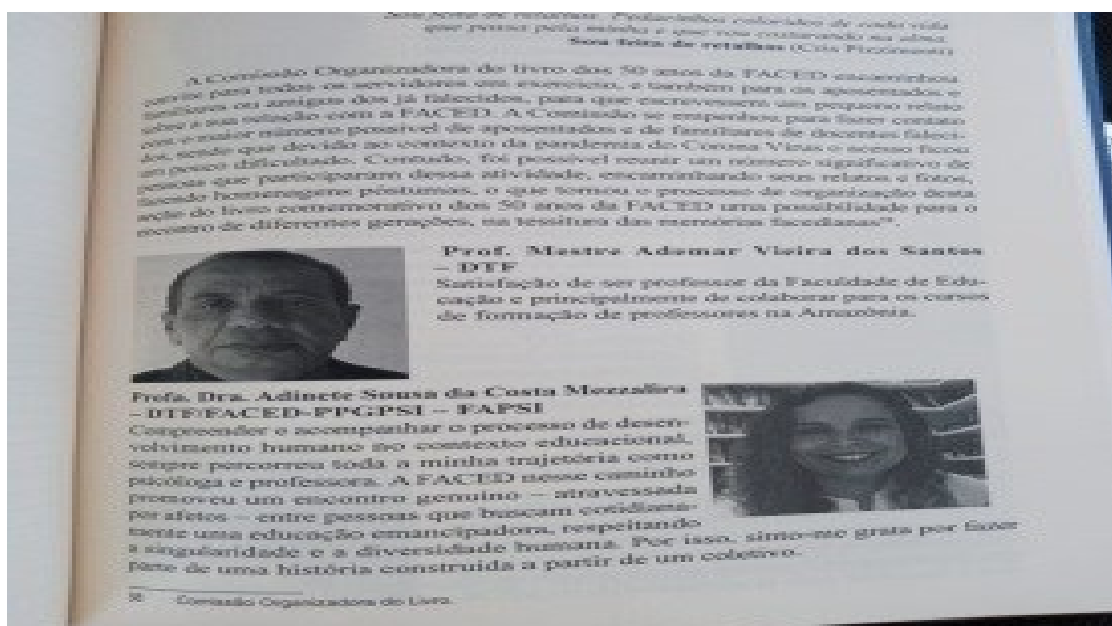 Sou feita de retalhos. Pedacinhos coloridos de cada vida
que passa pela minha e que vou costurando na alma.
Sou feita de retalhos (Cris Pizzimenti)
A Comissão Organizadora do livro dos 50 anos da FACED encaminhou
convite para todos os servidores em exercício, e também para os aposentados e
familiares ou amigos dos já falecidos, para que escrevessem um pequeno relato
sobre a sua relação com a FACED. A Comissão se empenhou para fazer contato
com o maior número possível de aposentados e de familiares de docentes faleci-
dos, sendo que devido ao contexto da pandemia do Corona Vírus o acesso ficou
um pouco dificultado. Contudo, foi possível reunir um número significativo de
pessoas que participaram dessa atividade, encaminhando seus relatos e fotos,
fazendo homenagens póstumas, o que tornou o processo de organização desta
seção do livro comemorativo dos 50 anos da FACED uma possibilidade para o
encontro de diferentes gerações, na tessitura das memórias facedianas
Prof. Mestre Ademar Vieira dos Santos
– DTF
Satisfação de ser professor da Faculdade de Edu-
cação e principalmente de colaborar para os cursos
de formação de professores na Amazônia.
Profa. Dra. Adinete Sousa da Costa Mezzalira
– DTF/FACED-PPGPSI – FAPSI
Compreender e acompanhar o processo de desen-
volvimento humano no contexto educacional,
sempre percorreu toda a minha trajetória como
psicóloga e professora. A FACED nesse caminho
promoveu um encontro genuíno – atravessada
por afetos – entre pessoas que buscam cotidiana-
mente uma educação emancipadora, respeitando
a singularidade e a diversidade humana. Por isso, sinto-me grata por fazer
parte de uma história construída a partir de um coletivo.
Comissão Organizadora do Livro.